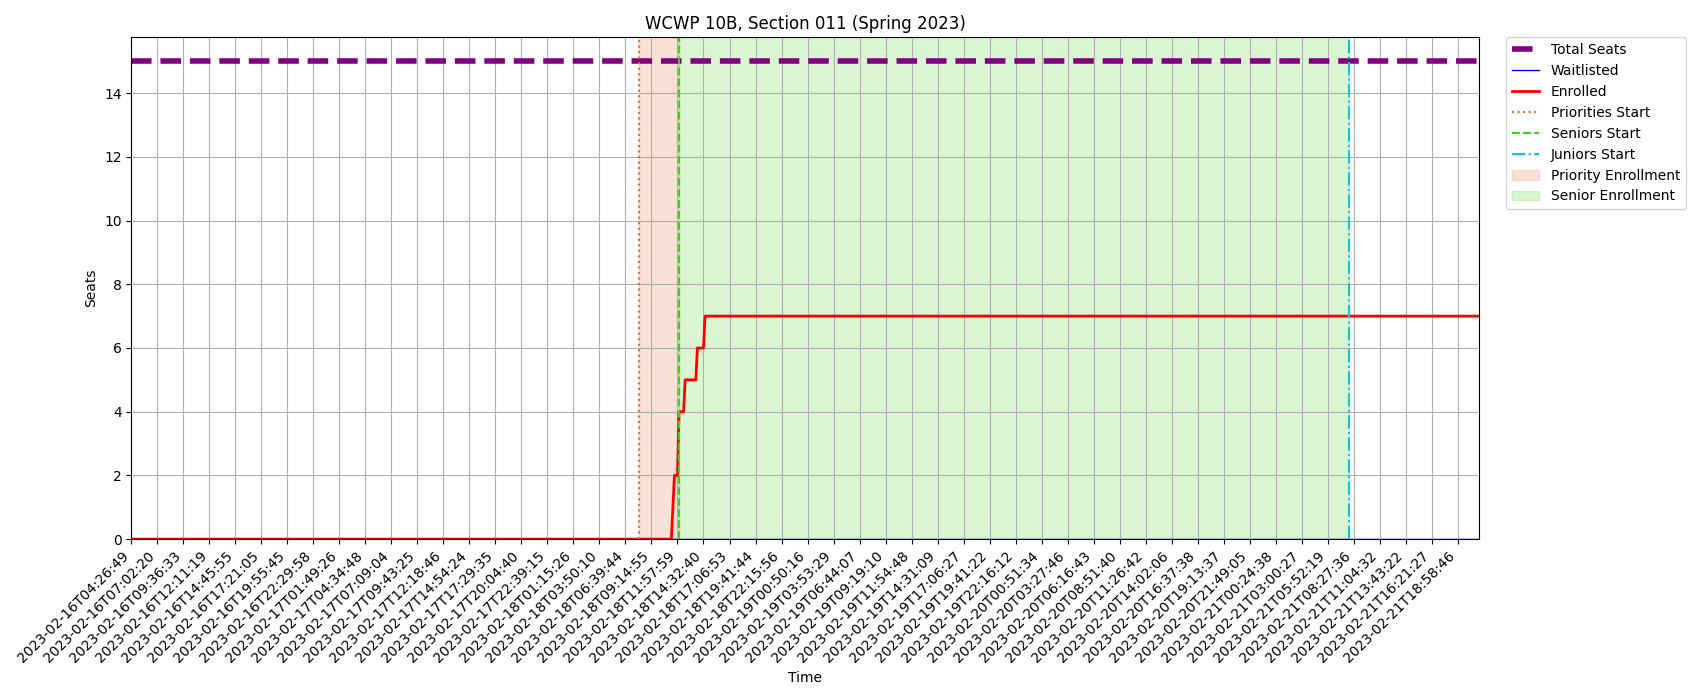 WCWP 10B, Section 011 (Spring 2023)
Total Seats
Waitlisted
Enrolled
Priorities Start
Seniors Start
Juniors Start
Priority Enrollment
Senior Enrollment
Seats
14
12
10
8
6
4
2
0
2023-02-16T04:26:49
2023-02-16T07:02:20
2023-02-16T09:36:33
2023-02-16T12:11:19
2023-02-16T14:45:55
2023-02-16T17:21:05
2023-02-16T19:55:45
2023-02-16T22:29:58
2023-02-17T01:49:26
2023-02-17T04:34:48
2023-02-17T07:09:04
2023-02-17T09:43:25
2023-02-17T12:18:46
2023-02-17T14:54:24
2023-02-17T17:29:35
2023-02-17T20:04:40
2023-02-17T22:39:15
2023-02-18T01:15:26
2023-02-18T03:50:10
2023-02-18T06:39:44
2023-02-18T09:14:55
2023-02-18T11:57:59
2023-02-18T14:32:40
2023-02-18T17:06:53
2023-02-18T19:41:44
2023-02-18T22:15:56
2023-02-19T00:50:16
2023-02-19T03:53:29
2023-02-19T06:44:07
2023-02-19T09:19:10
2023-02-19T11:54:48
2023-02-19T14:31:09
2023-02-19T17:06:27
2023-02-19T19:41:22
2023-02-19T22:16:12
2023-02-20T00:51:34
2023-02-20T03:27:46
2023-02-20T06:16:43
2023-02-20T08:51:40
2023-02-20T11:26:42
2023-02-20T14:02:06
2023-02-20T16:37:38
2023-02-20T19:13:37
2023-02-20T21:49:05
2023-02-21T00:24:38
2023-02-21T03:00:27
2023-02-21T05:52:19
2023-02-21T08:27:36
2023-02-21T11:04:32
2023-02-21T13:43:22
2023-02-21T16:21:27
2023-02-21T18:58:46
Time